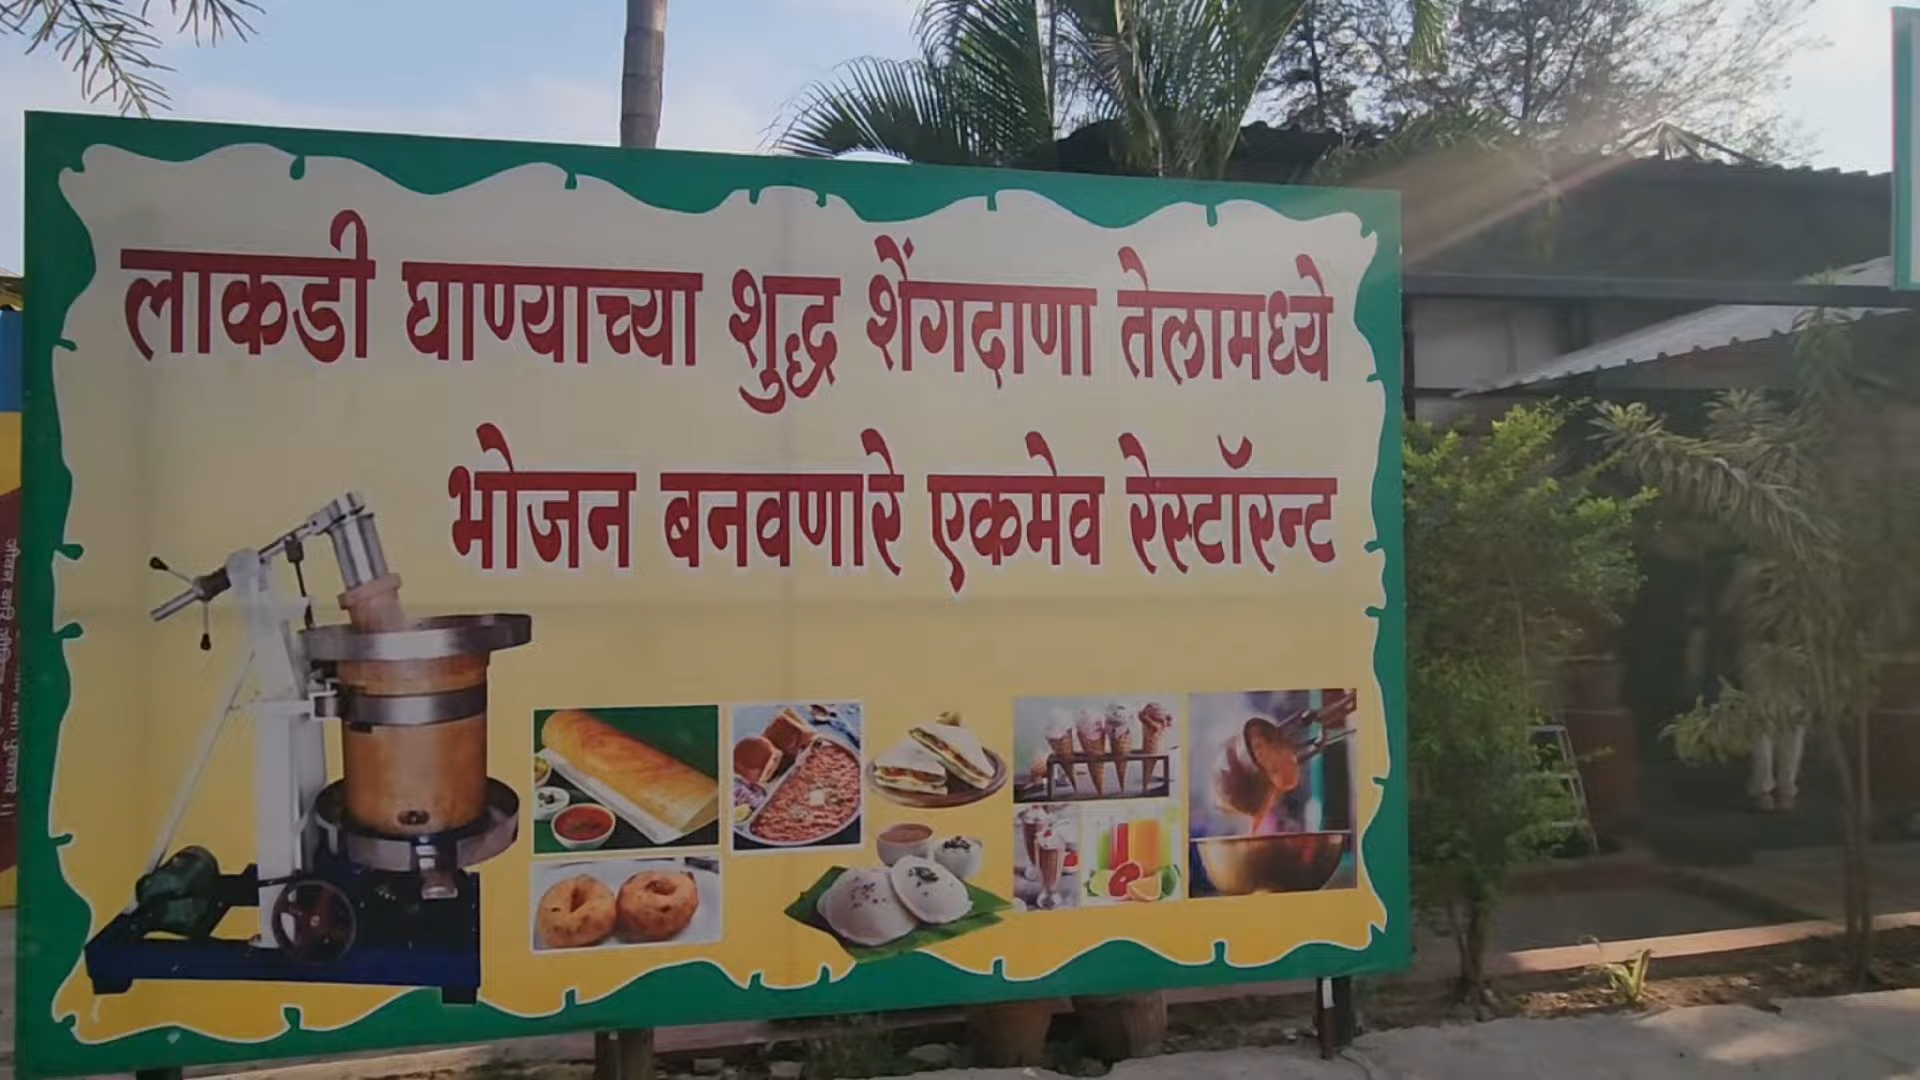 लाकडी घाण्याच्या शुद्ध शेंगदाणा तेलामध्ये
भोजन बनवणारे एकमेव रेस्टॉरन्ट